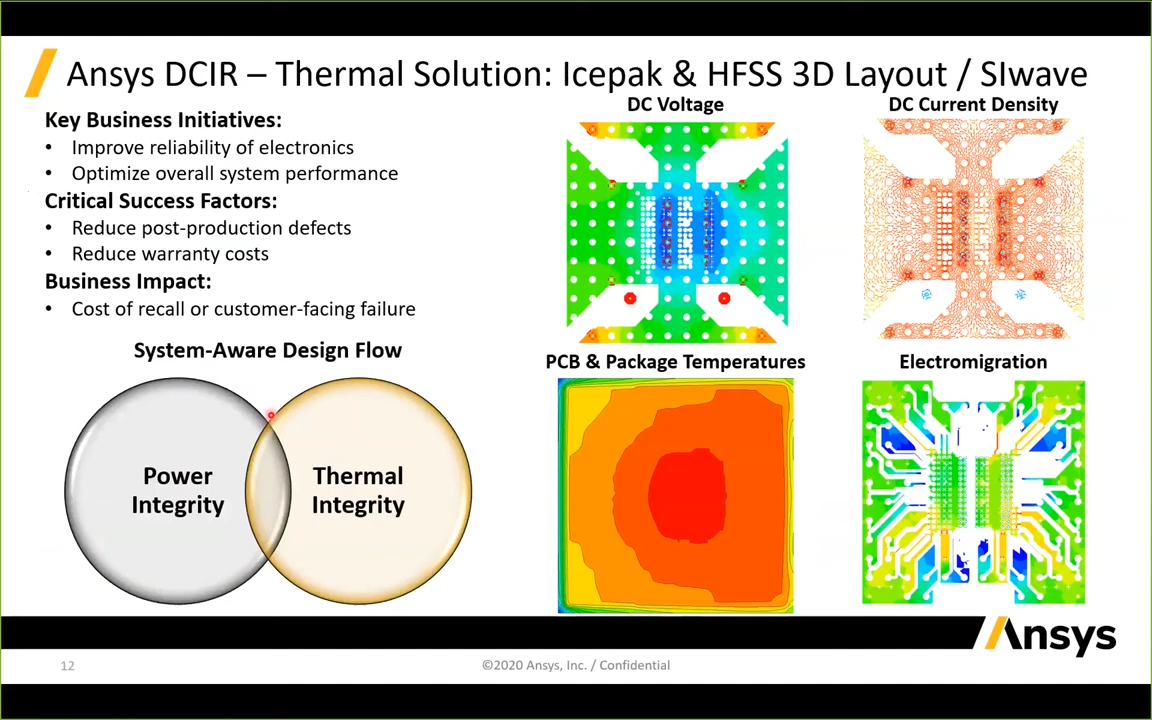 Ansys DCIR – Thermal Solution: Icepak & HFSS 3D Layout / SIwave
Key Business Initiatives:
• Improve reliability of electronics
• Optimize overall system performance
Critical Success Factors:
• Reduce post-production defects
• Reduce warranty costs
Business Impact:
• Cost of recall or customer-facing failure
System-Aware Design Flow
Power
Integrity
Thermal
Integrity
DC Voltage
DC Current Density
PCB & Package Temperatures
Electromigration
Ansys
12
©2020 Ansys, Inc. / Confidential